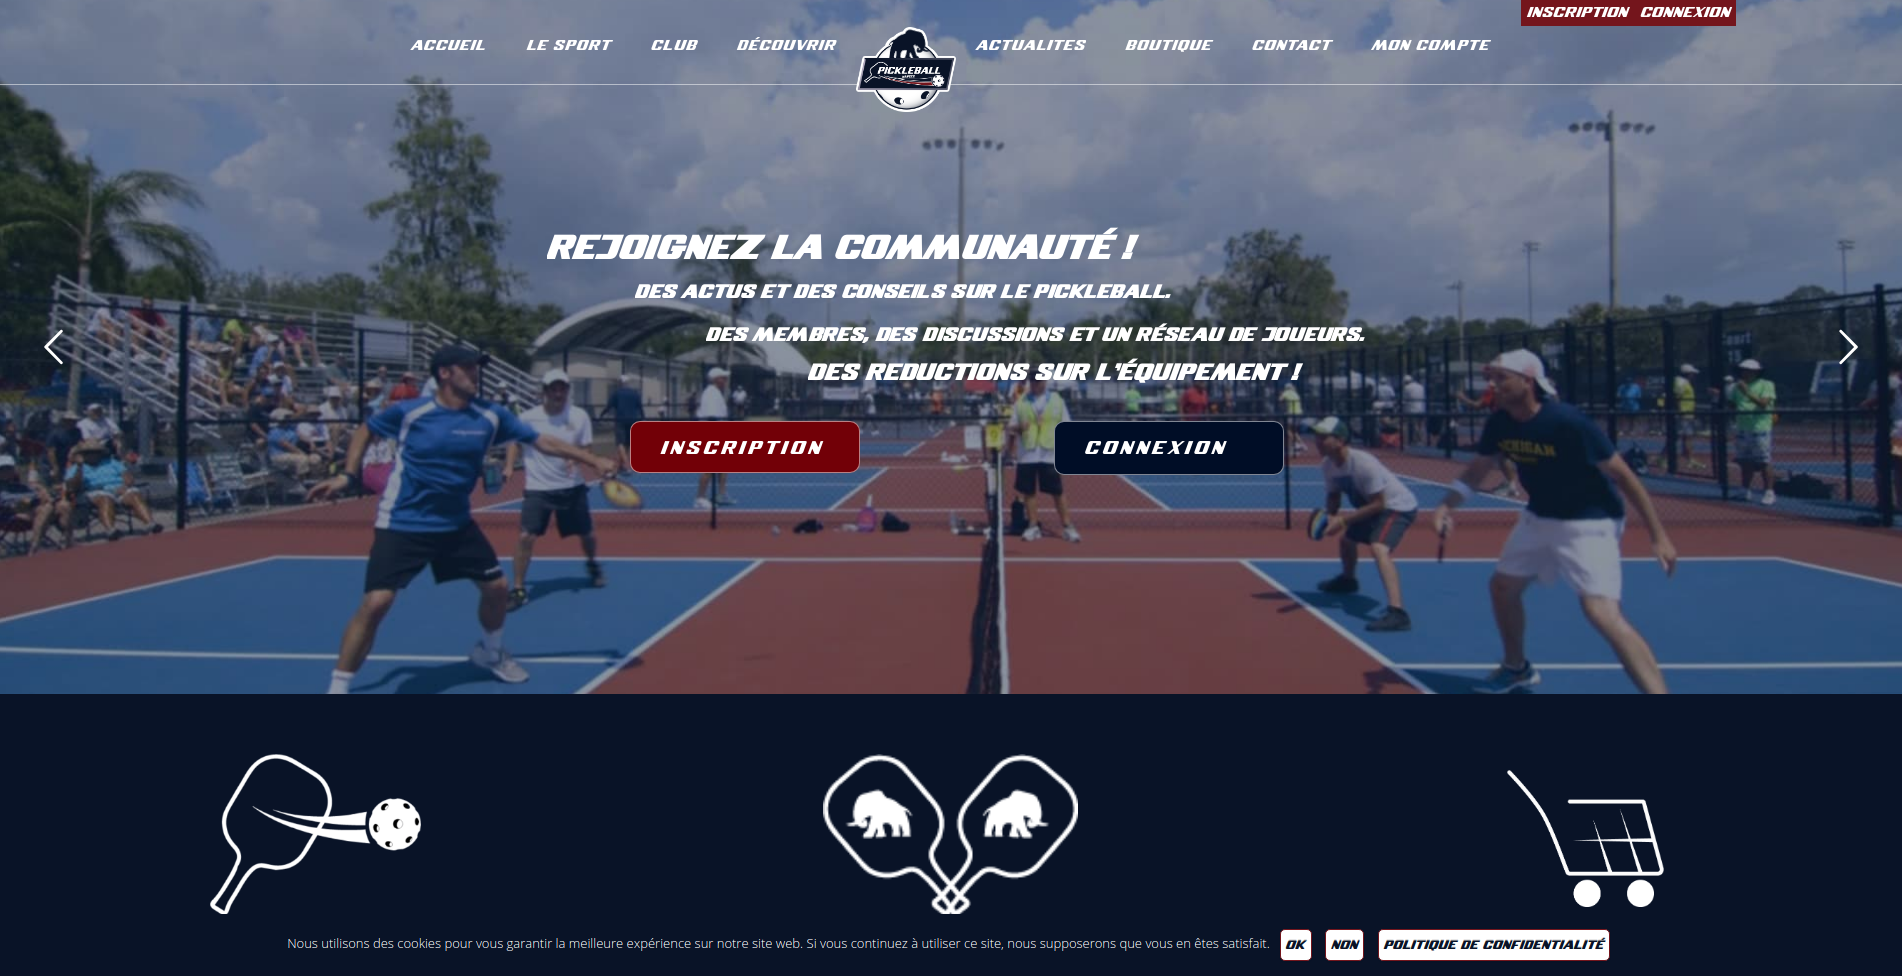 INSCRIPTION CONNEXION
ACCUEIL LE SPORT CLUB DÉCOUVRIR PICKLEBALL ACTUALITES BOUTIQUE CONTACT MON COMPTE
REJOIGNEZ LA COMMUNAUTÉ !
DES ACTUS ET DES CONSEILS SUR LE PICKLEBALL.
DES MEMBRES, DES DISCUSSIONS ET UN RÉSEAU DE JOUEURS.
DES REDUCTIONS SUR L'ÉQUIPEMENT !
INSCRIPTION CONNEXION
MICHIGAN
Nous utilisons des cookies pour vous garantir la meilleure expérience sur notre site web. Si vous continuez à utiliser ce site, nous supposerons que vous en êtes satisfait. OK NON POLITIQUE DE CONFIDENTIALITÉ